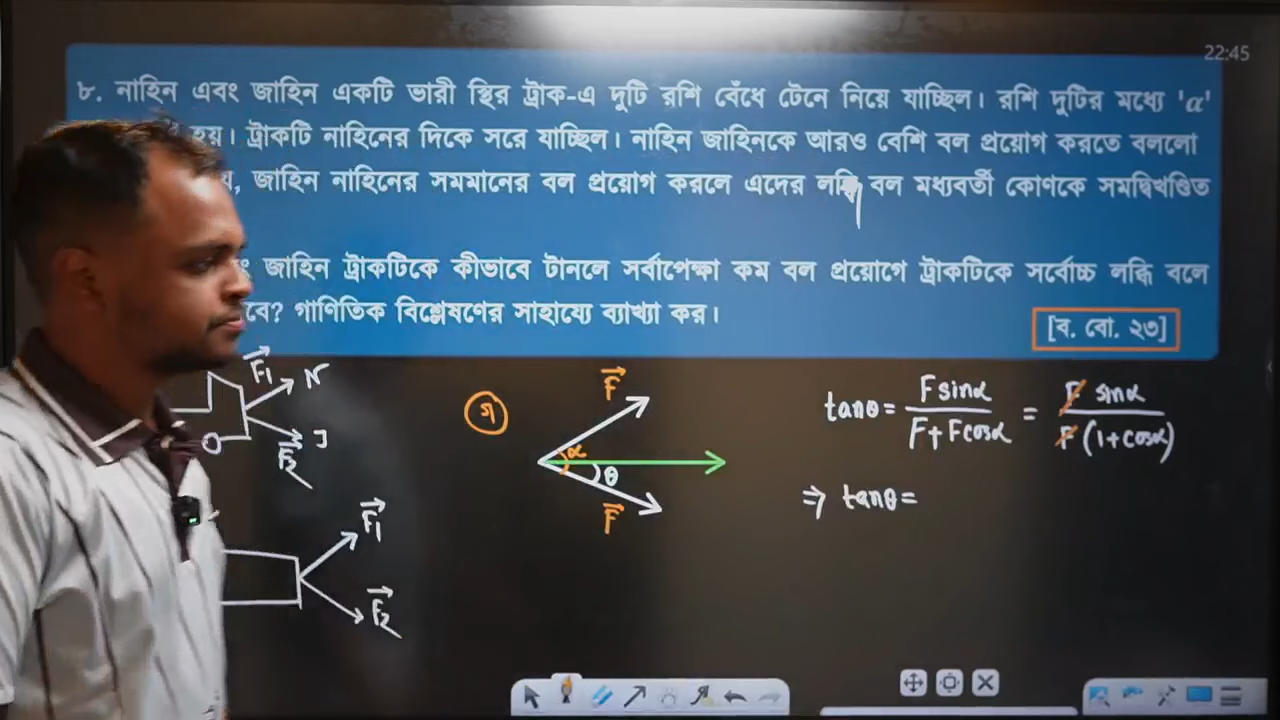 22:45
৮. নাহিন এবং জাহিন একটি ভারী স্থির ট্রাক-এ দুটি রশি বেঁধে টেনে নিয়ে যাচ্ছিল। রশি দুটির মধ্যে 'α'
হয়। ট্রাকটি নাহিনের দিকে সরে যাচ্ছিল। নাহিন জাহিনকে আরও বেশি বল প্রয়োগ করতে বললো
জাহিন নাহিনের সমমানের বল প্রয়োগ করলে এদের লব্ধি বল মধ্যবর্তী কোণকে সমদ্বিখণ্ডিত
জাহিন ট্রাকটিকে কীভাবে টানলে সর্বাপেক্ষা কম বল প্রয়োগে ট্রাকটিকে সর্বোচ্চ লব্ধি বলে
গাণিতিক বিশ্লেষণের সাহায্যে ব্যাখ্যা কর।
[ব. বো. ২৩]
F₁ N
F₂ J
F₁
F₂
গ
F
α
θ
F
tanθ = F sinα / F + F cosα = F sinα / F (1 + cosα)
⇒ tanθ =